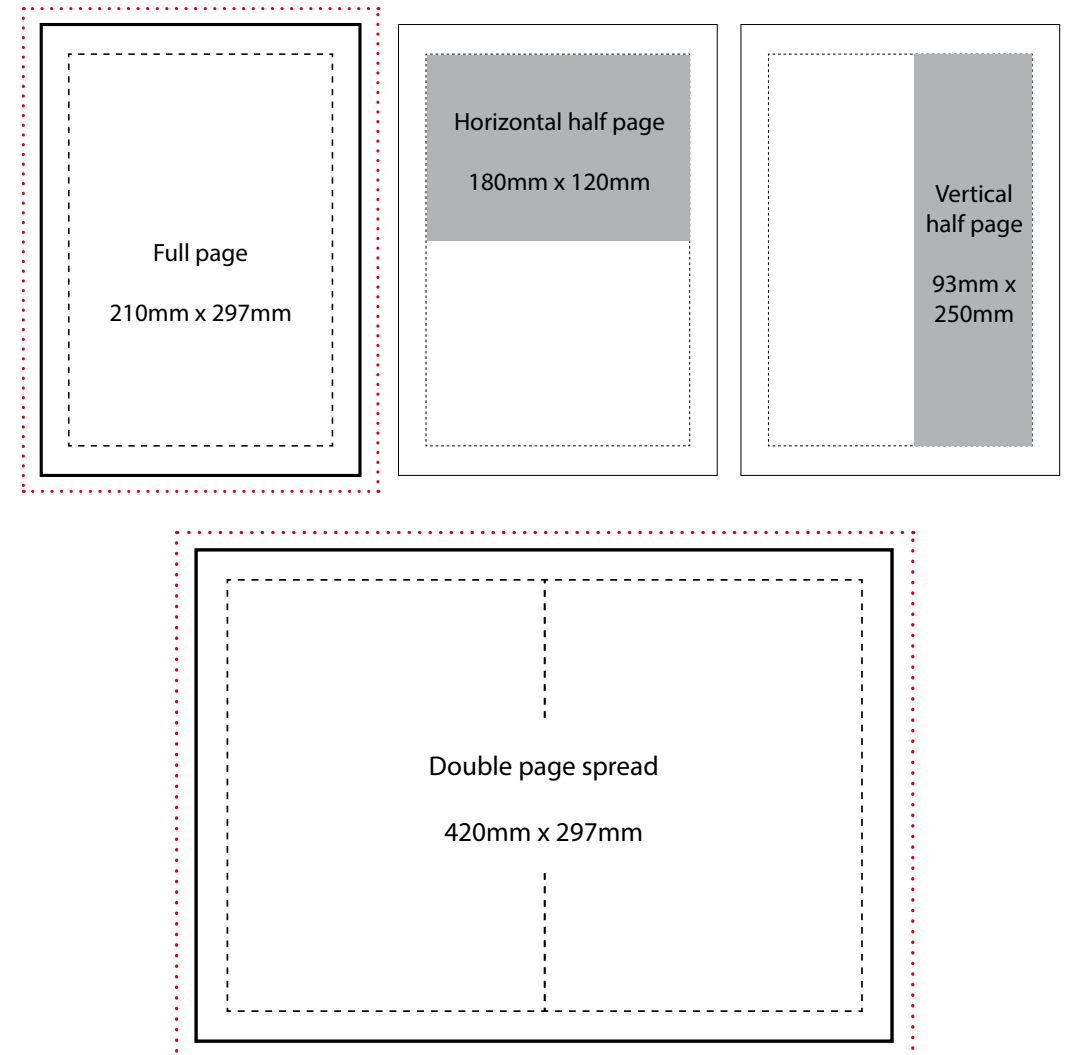 Full page
210mm x 297mm
Horizontal half page
180mm x 120mm
Vertical
half page
93mm x
250mm
Double page spread
420mm x 297mm